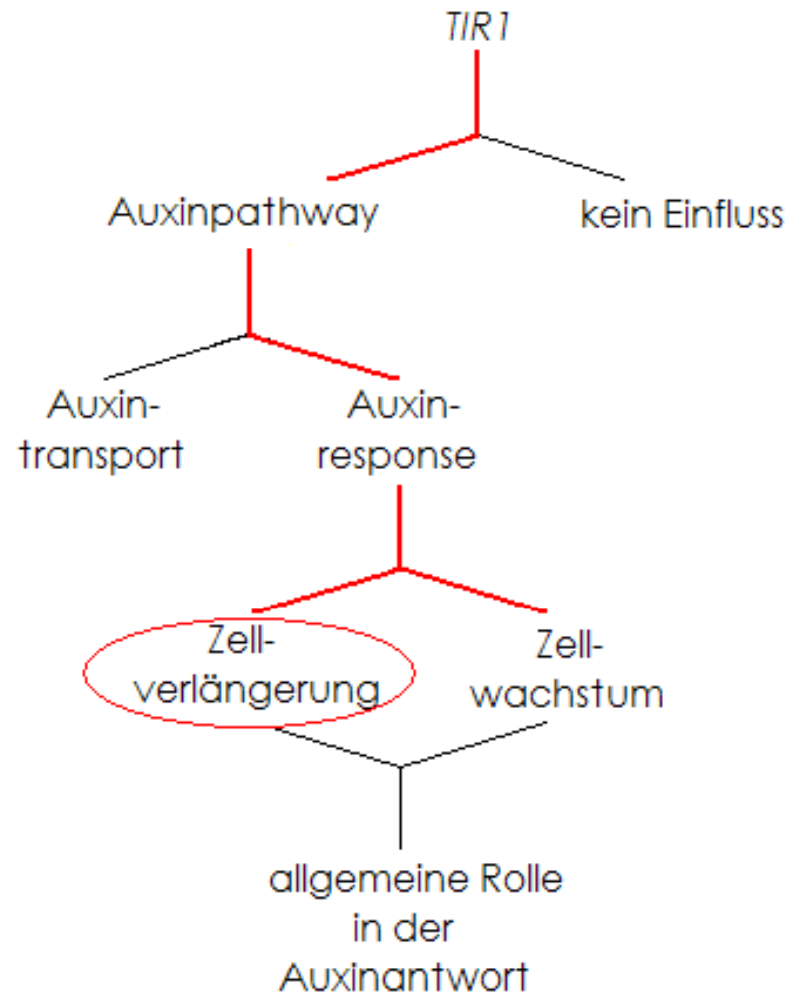 TIR1
Auxinpathway
kein Einfluss
Auxin-
transport
Auxin-
response
Zell-
verlängerung
Zell-
wachstum
allgemeine Rolle
in der
Auxinantwort